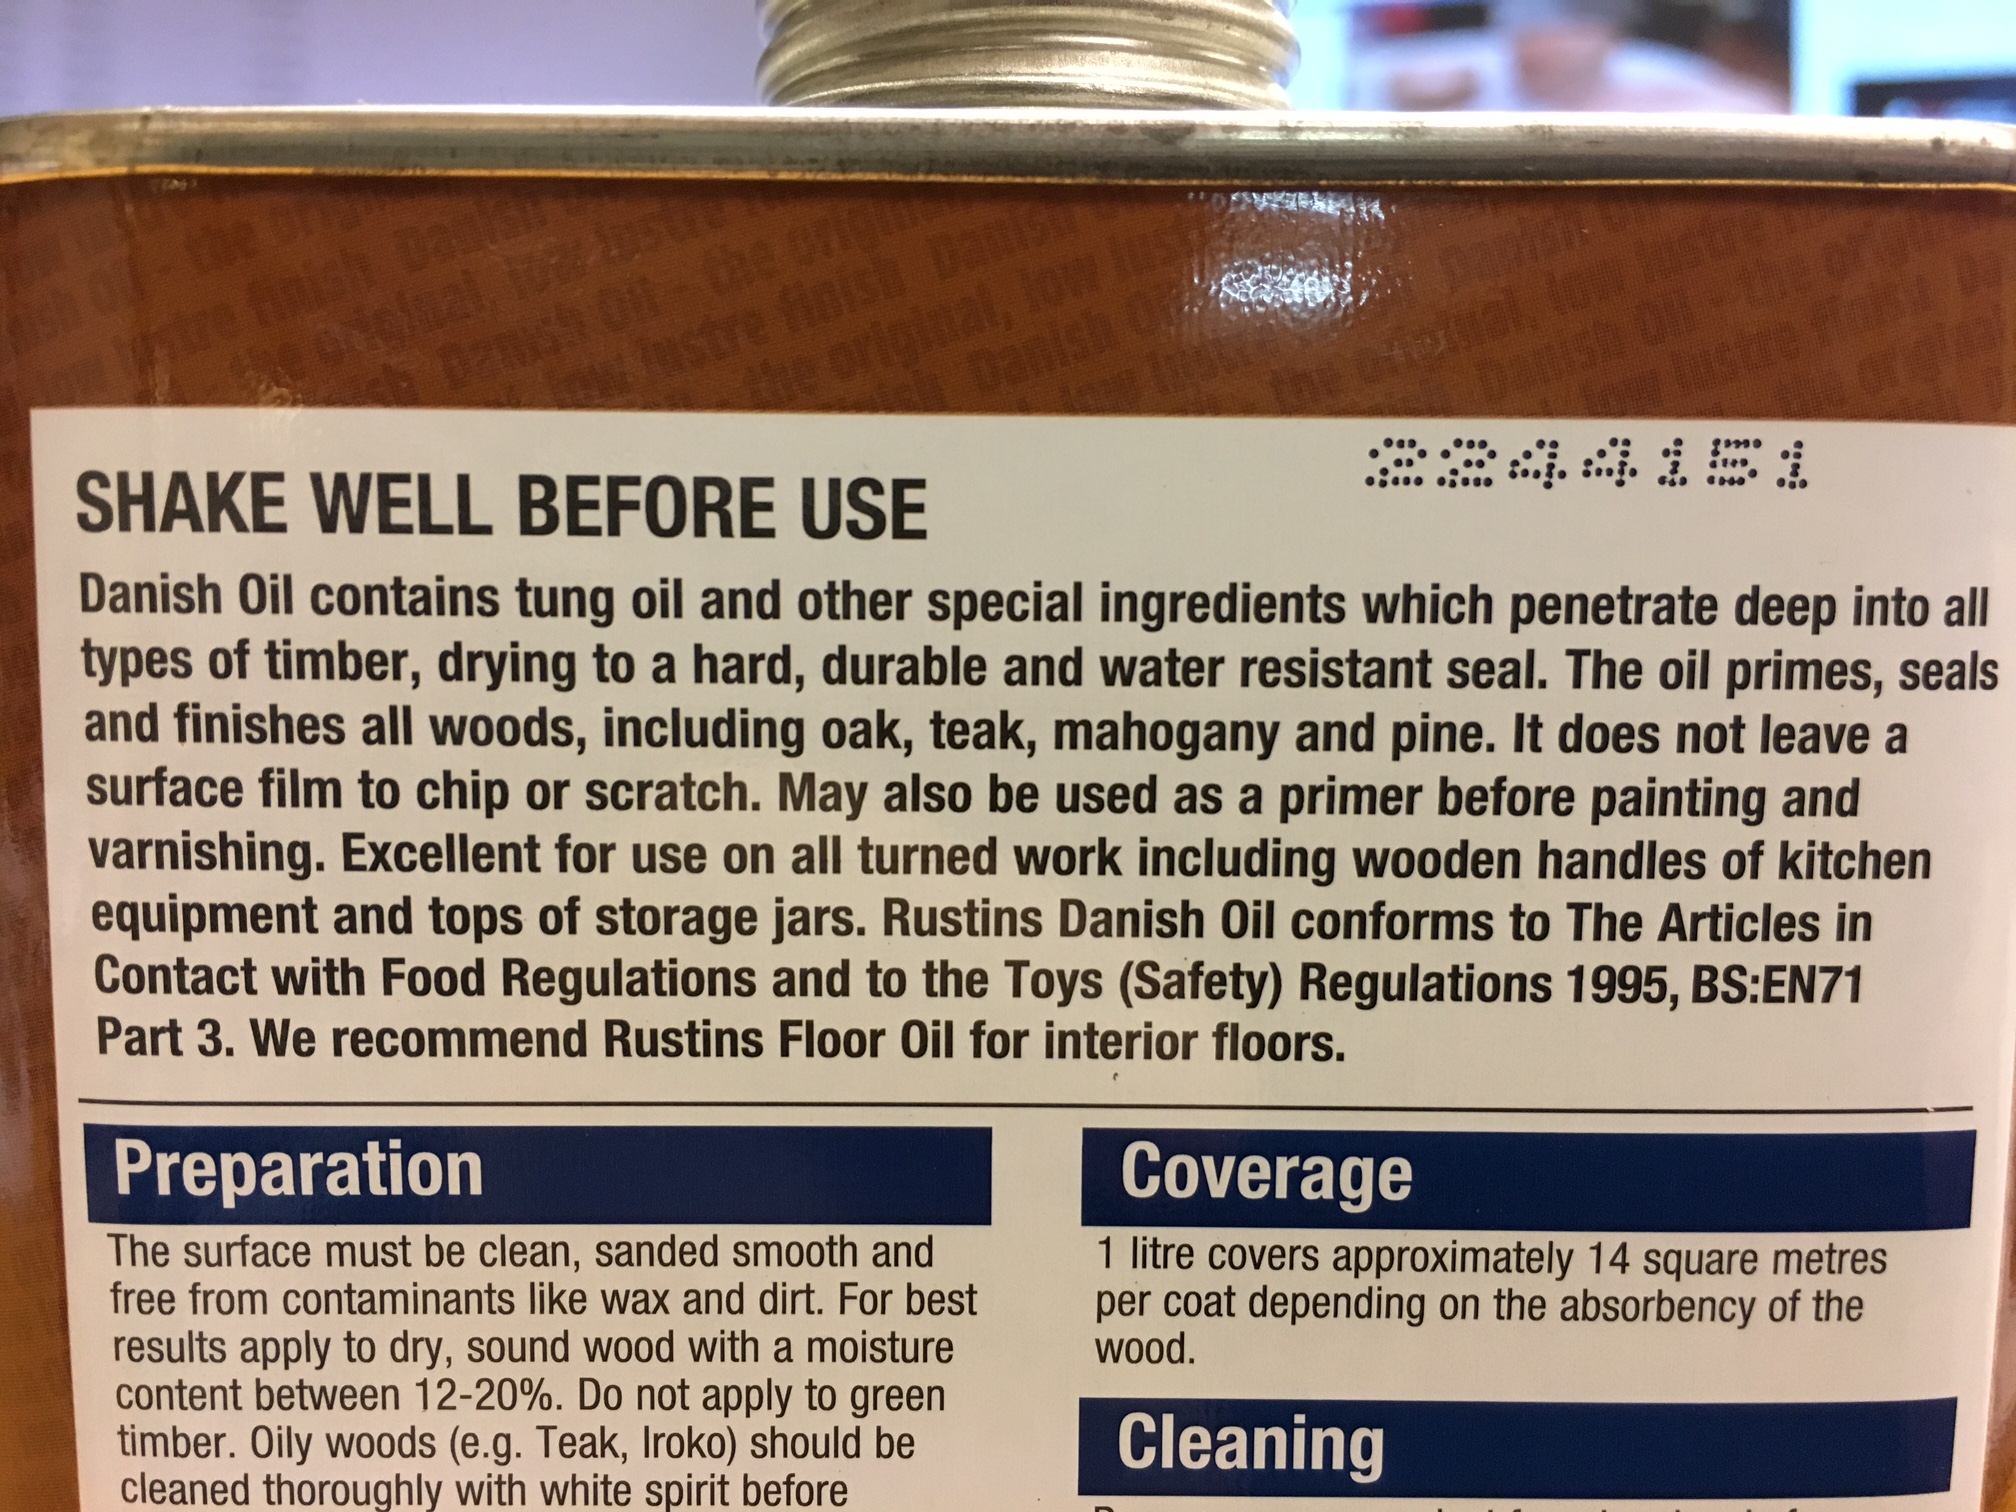 2244151
SHAKE WELL BEFORE USE
Danish Oil contains tung oil and other special ingredients which penetrate deep into all
types of timber, drying to a hard, durable and water resistant seal. The oil primes, seals
and finishes all woods, including oak, teak, mahogany and pine. It does not leave a
surface film to chip or scratch. May also be used as a primer before painting and
varnishing. Excellent for use on all turned work including wooden handles of kitchen
equipment and tops of storage jars. Rustins Danish Oil conforms to The Articles in
Contact with Food Regulations and to the Toys (Safety) Regulations 1995, BS:EN71
Part 3. We recommend Rustins Floor Oil for interior floors.
Preparation
The surface must be clean, sanded smooth and
free from contaminants like wax and dirt. For best
results apply to dry, sound wood with a moisture
content between 12-20%. Do not apply to green
timber. Oily woods (e.g. Teak, Iroko) should be
cleaned thoroughly with white spirit before
Coverage
1 litre covers approximately 14 square metres
per coat depending on the absorbency of the
wood.
Cleaning